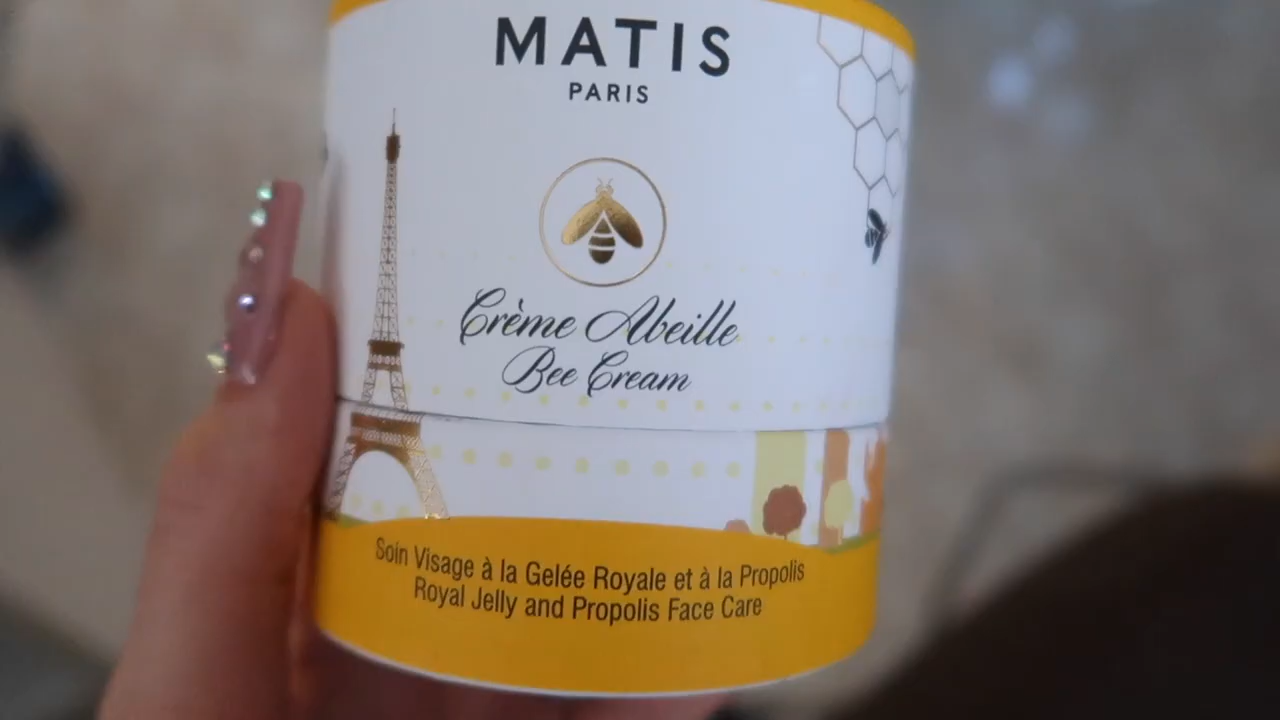 MATIS
PARIS
Crème Abeille
Bee Cream
Soin Visage à la Gelée Royale et à la Propolis
Royal Jelly and Propolis Face Care